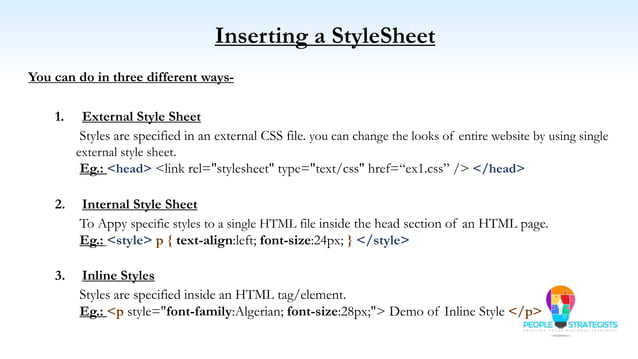 Inserting a StyleSheet
You can do in three different ways-
1. External Style Sheet
Styles are specified in an external CSS file. you can change the looks of entire website by using single
external style sheet.
Eg.: <head> <link rel="stylesheet" type="text/css" href=“ex1.css” /> </head>
2. Internal Style Sheet
To Appy specific styles to a single HTML file inside the head section of an HTML page.
Eg.: <style> p { text-align:left; font-size:24px; } </style>
3. Inline Styles
Styles are specified inside an HTML tag/element.
Eg.: <p style="font-family:Algerian; font-size:28px;"> Demo of Inline Style </p>
PEOPLE STRATEGISTS